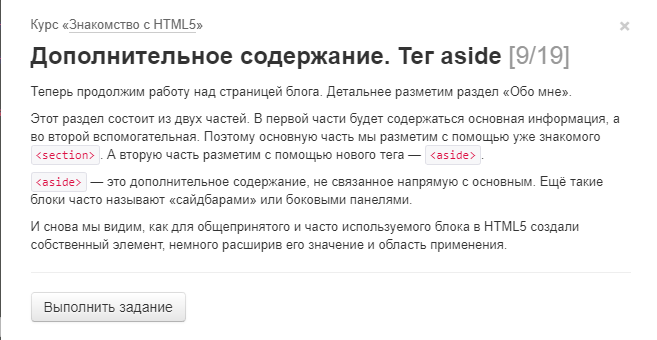 Курс «Знакомство с HTML5»
×
Дополнительное содержание. Тег aside [9/19]
Теперь продолжим работу над страницей блога. Детальнее разметим раздел «Обо мне».
Этот раздел состоит из двух частей. В первой части будет содержаться основная информация, а
во второй вспомогательная. Поэтому основную часть мы разметим с помощью уже знакомого
<section>. А вторую часть разметим с помощью нового тега — <aside>.
<aside> — это дополнительное содержание, не связанное напрямую с основным. Ещё такие
блоки часто называют «сайдбарами» или боковыми панелями.
И снова мы видим, как для общепринятого и часто используемого блока в HTML5 создали
собственный элемент, немного расширив его значение и область применения.
Выполнить задание